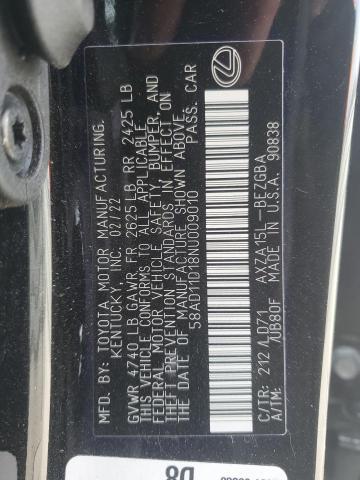 MFD. BY: TOYOTA MOTOR MANUFACTURING.
KENTUCKY, INC. 02/22
GVWR 4740 LB GAWR FR 2625 LB RR 2425 LB
THIS VEHICLE CONFORMS TO ALL APPLICABLE
FEDERAL MOTOR VEHICLE SAFETY, BUMPER, AND
THEFT PREVENTION STANDARDS IN EFFECT ON
THE DATE OF MANUFACTURE SHOWN ABOVE.
58AD11D18NU009010 PASS. CAR
C/TR: 212 / LD71 AXZA15L-BEZGBA
A/TM: /UB80F MADE IN U.S.A. 90838
D8